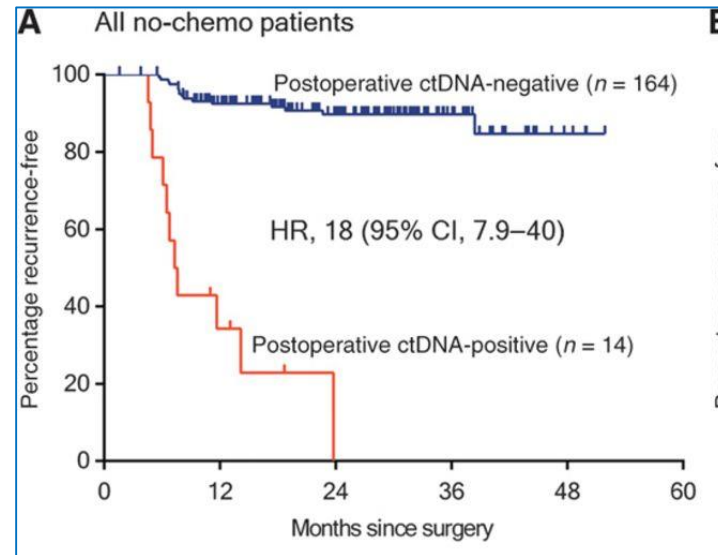 A All no-chemo patients
B
Percentage recurrence-free
100
80
60
40
20
0
Postoperative ctDNA-negative (n = 164)
HR, 18 (95% CI, 7.9–40)
Postoperative ctDNA-positive (n = 14)
0 12 24 36 48 60
Months since surgery